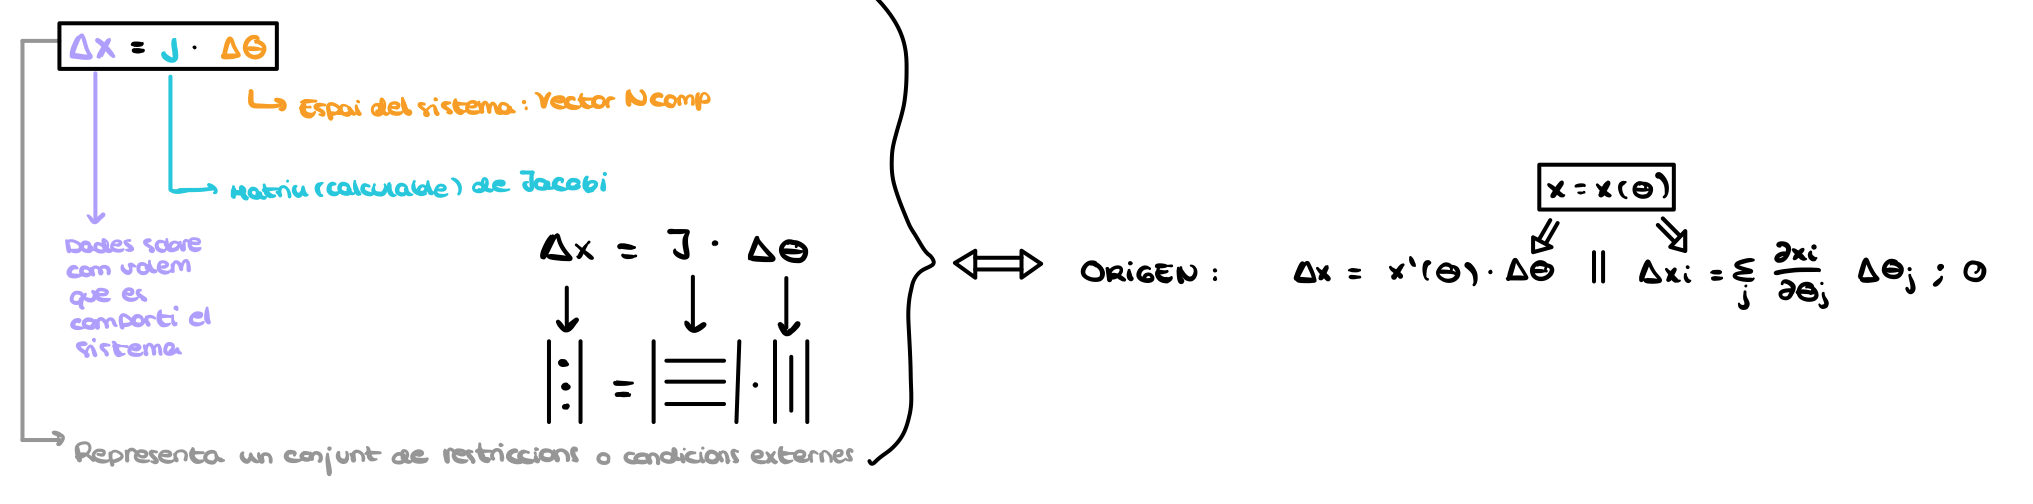 Δx = J · Δθ
Espai del sistema: Vector N comp
Matriu (calculable) de Jacobi
Dades sobre
com volem
que es
comporti el
sistema
Δx = J · Δθ
| ⋮ | = | ≡ | · | | |
Representa un conjunt de restriccions o condicions externes
x = x(θ)
ORIGEN: Δx = x'(θ) · Δθ || Δxi = Σj ∂xi/∂θj Δθj ; 0